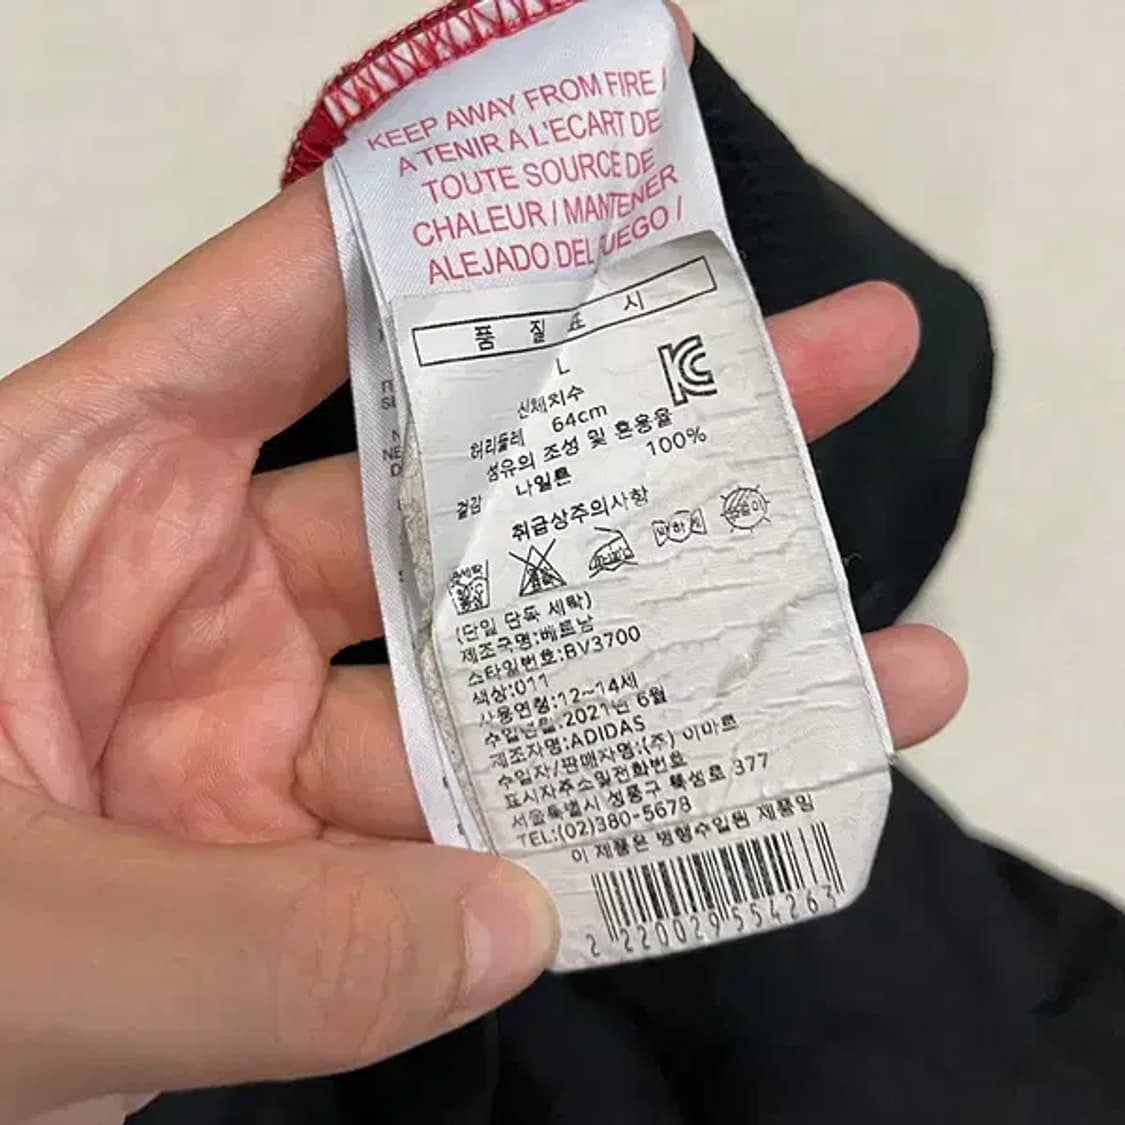 KEEP AWAY FROM FIRE /
A TENIR A L'ECART DE
TOUTE SOURCE DE
CHALEUR / MANTENER
ALEJADO DEL FUEGO /
품 질 표 시
L
신체치수
허리둘레 64cm
섬유의 조성 및 혼용율
겉감 나일론 100%
취급상주의사항
(단일 단독 세탁)
제조국명:베트남
스타일번호:BV3700
색상:011
사용연령:12~14세
수입년월:2021년 6월
제조자명:ADIDAS
수입자/판매자명:(주) 이마트
표시자주소및전화번호
서울특별시 성동구 뚝섬로 377
TEL:(02)380-5678
이 제품은 병행수입된 제품임
2 220029 554263